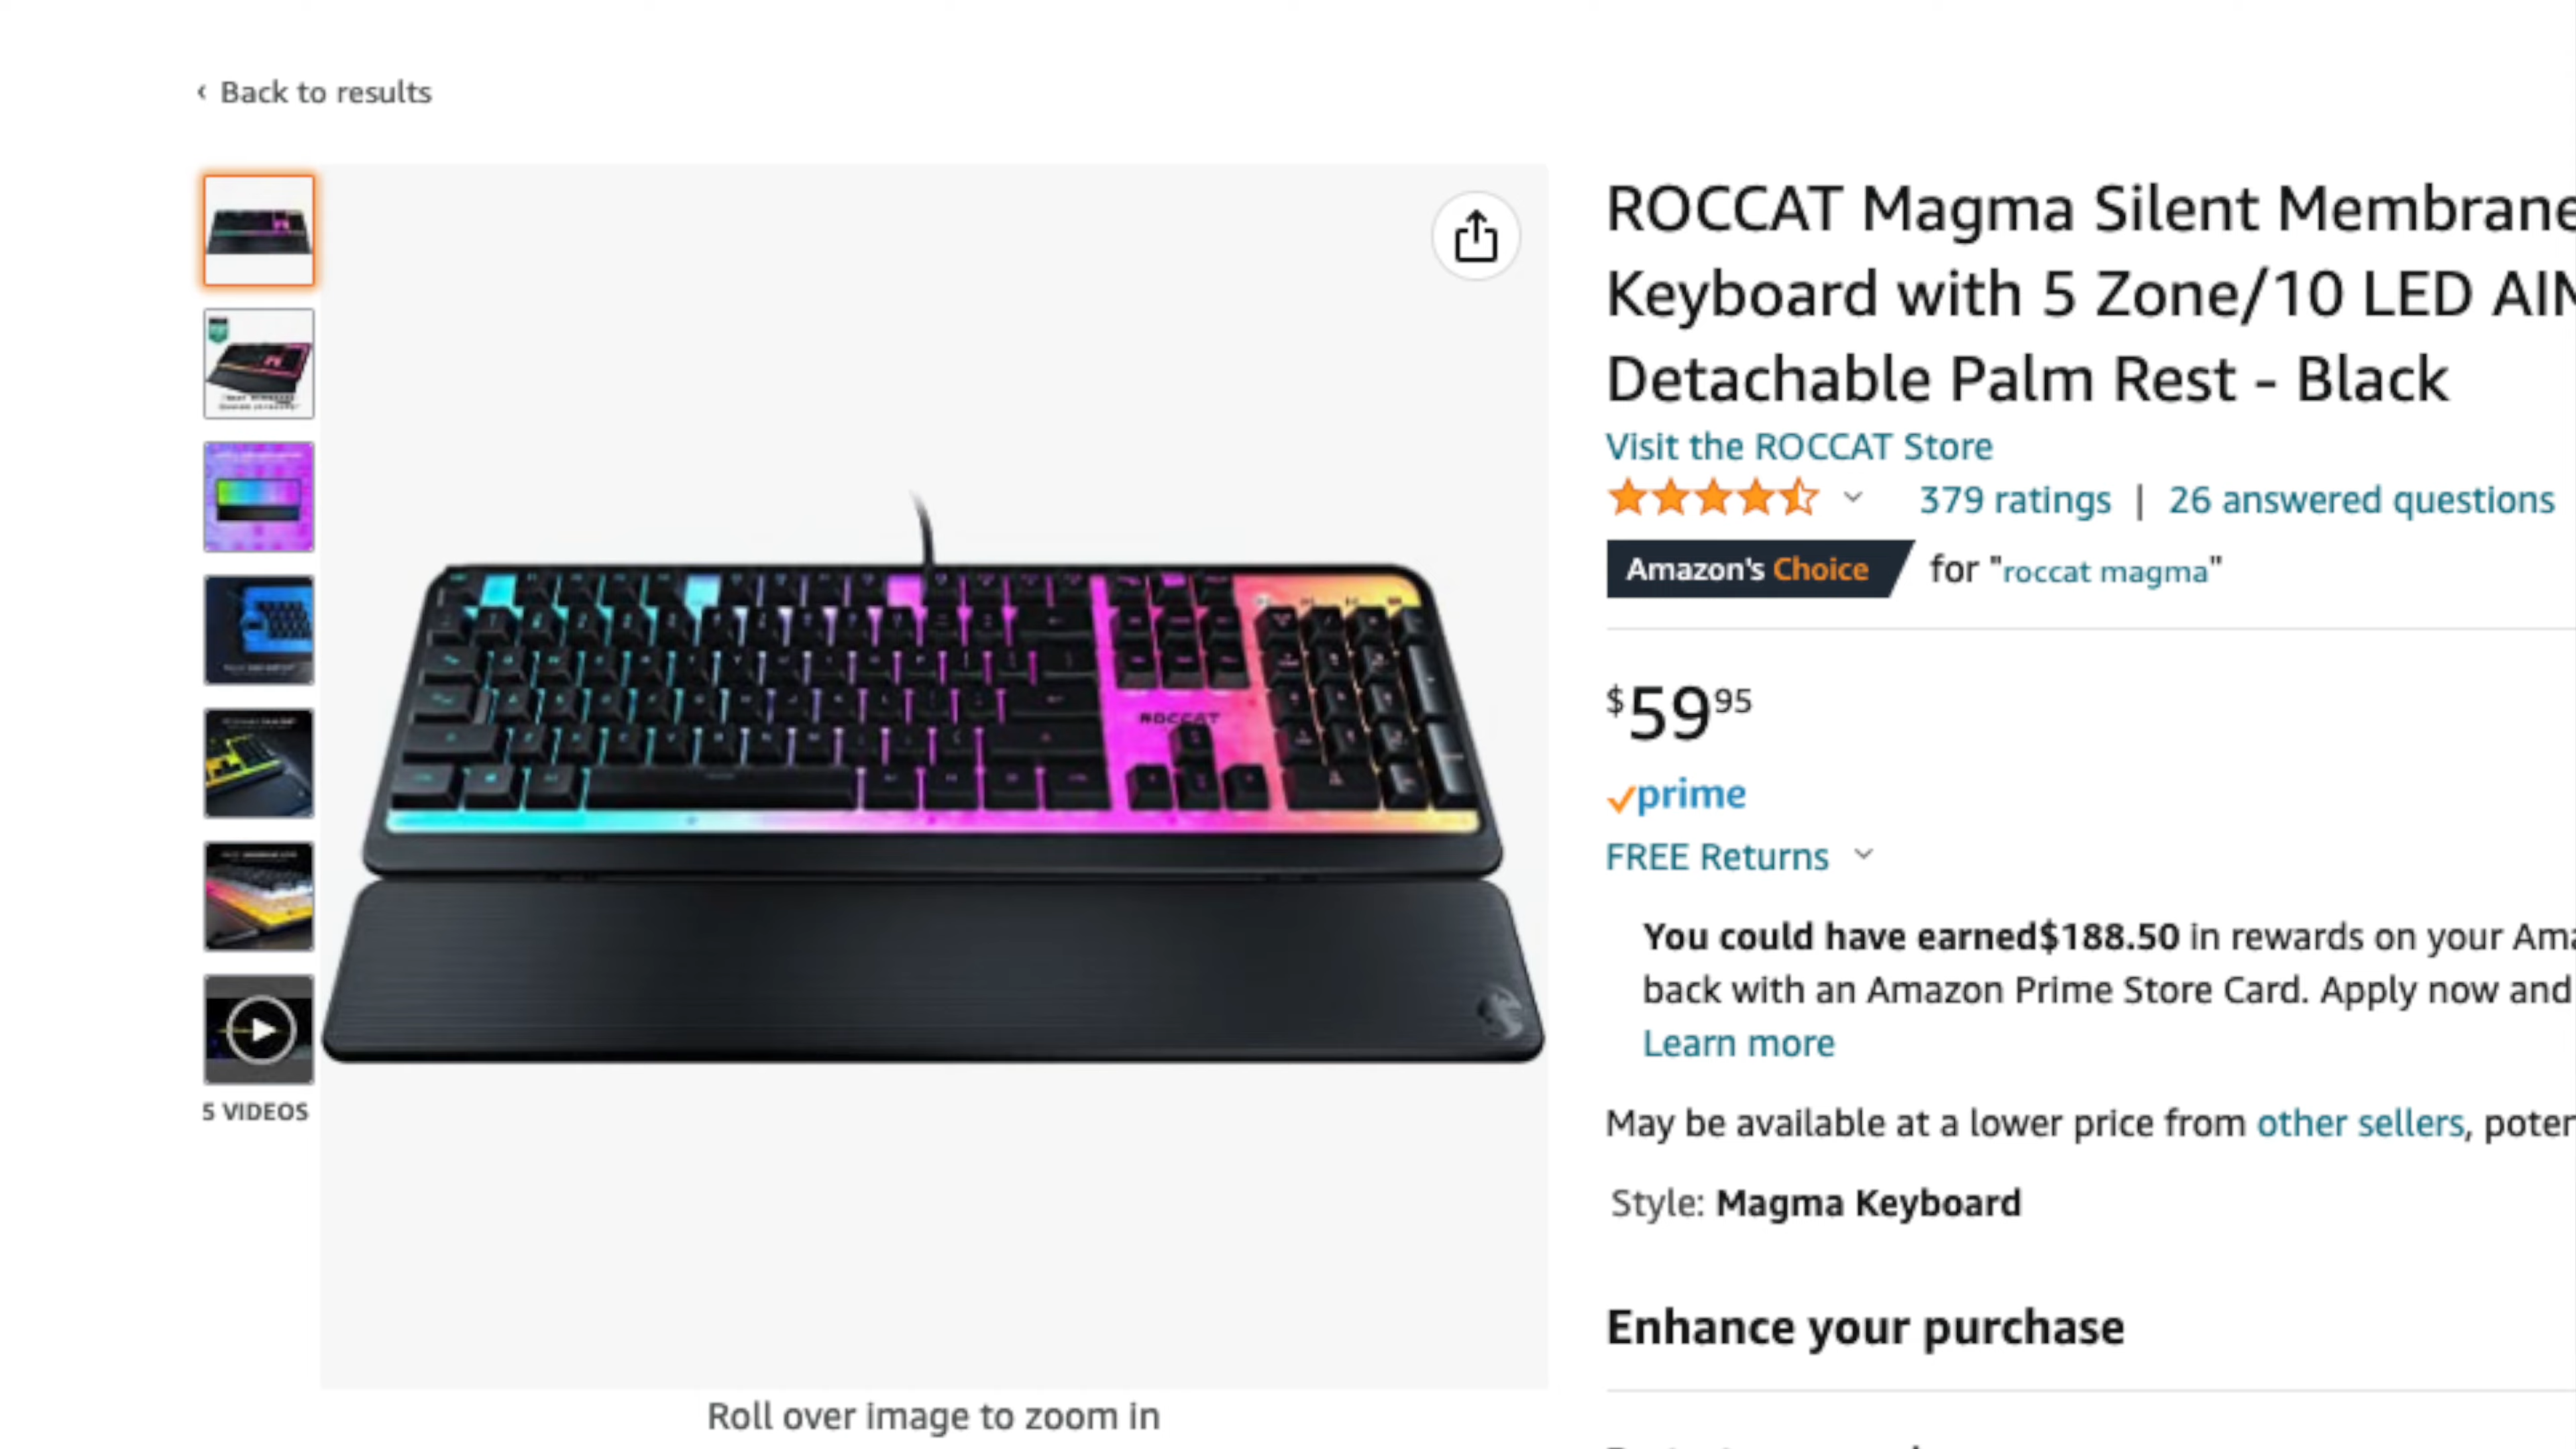 ‹ Back to results
ROCCAT Magma Silent Membrane
Keyboard with 5 Zone/10 LED
Detachable Palm Rest - Black
Visit the ROCCAT Store
379 ratings | 26 answered questions
Amazon's Choice for "roccat magma"
$59 95
prime
FREE Returns
You could have earned$188.50 in rewards on your
back with an Amazon Prime Store Card. Apply now and
Learn more
May be available at a lower price from other sellers,
Style: Magma Keyboard
Enhance your purchase
ROCCAT
5 VIDEOS
Roll over image to zoom in